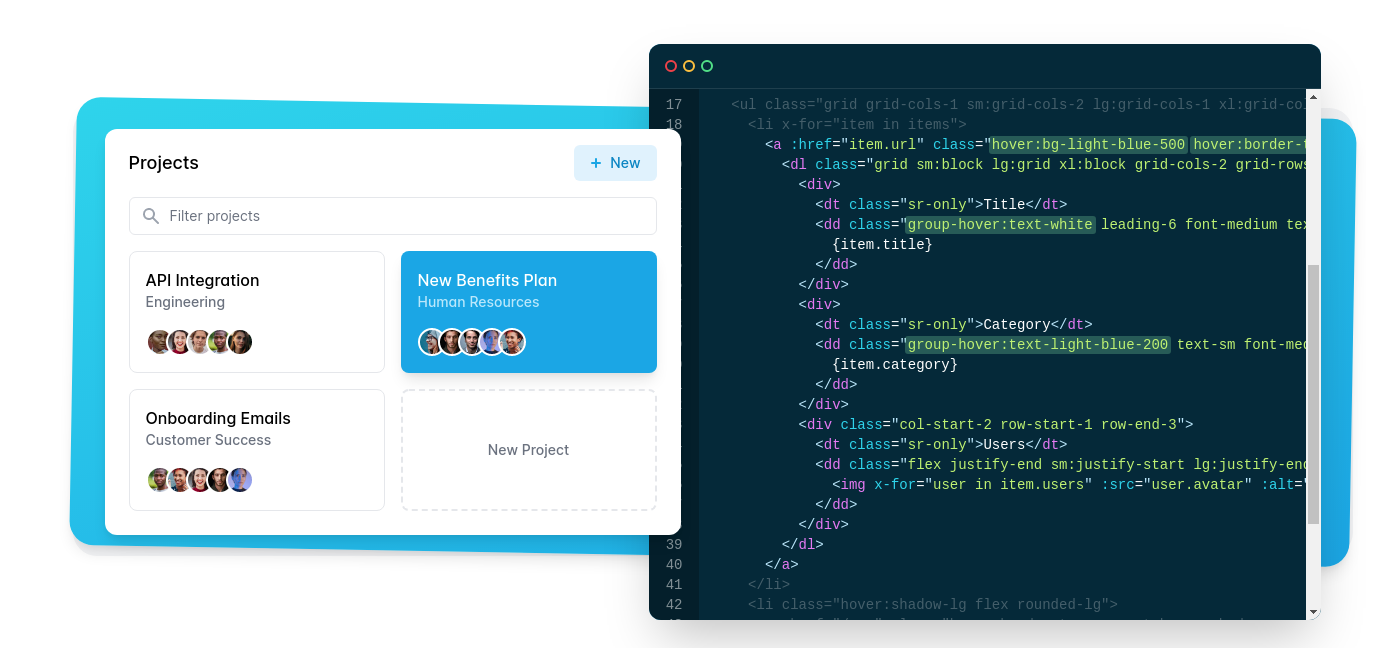 Projects
+ New
Filter projects
API Integration
Engineering
New Benefits Plan
Human Resources
Onboarding Emails
Customer Success
New Project
17 <ul class="grid grid-cols-1 sm:grid-cols-2 lg:grid-cols-1 xl:grid-co
18 <li x-for="item in items">
<a :href="item.url" class="hover:bg-light-blue-500 hover:border-
<dl class="grid sm:block lg:grid xl:block grid-cols-2 grid-rows
<div>
<dt class="sr-only">Title</dt>
<dd class="group-hover:text-white leading-6 font-medium tex
{item.title}
</dd>
</div>
<div>
<dt class="sr-only">Category</dt>
<dd class="group-hover:text-light-blue-200 text-sm font-med
{item.category}
</dd>
</div>
<div class="col-start-2 row-start-1 row-end-3">
<dt class="sr-only">Users</dt>
<dd class="flex justify-end sm:justify-start lg:justify-end
<img x-for="user in item.users" :src="user.avatar" :alt="
</dd>
</div>
39 </dl>
40 </a>
41 </li>
42 <li class="hover:shadow-lg flex rounded-lg">